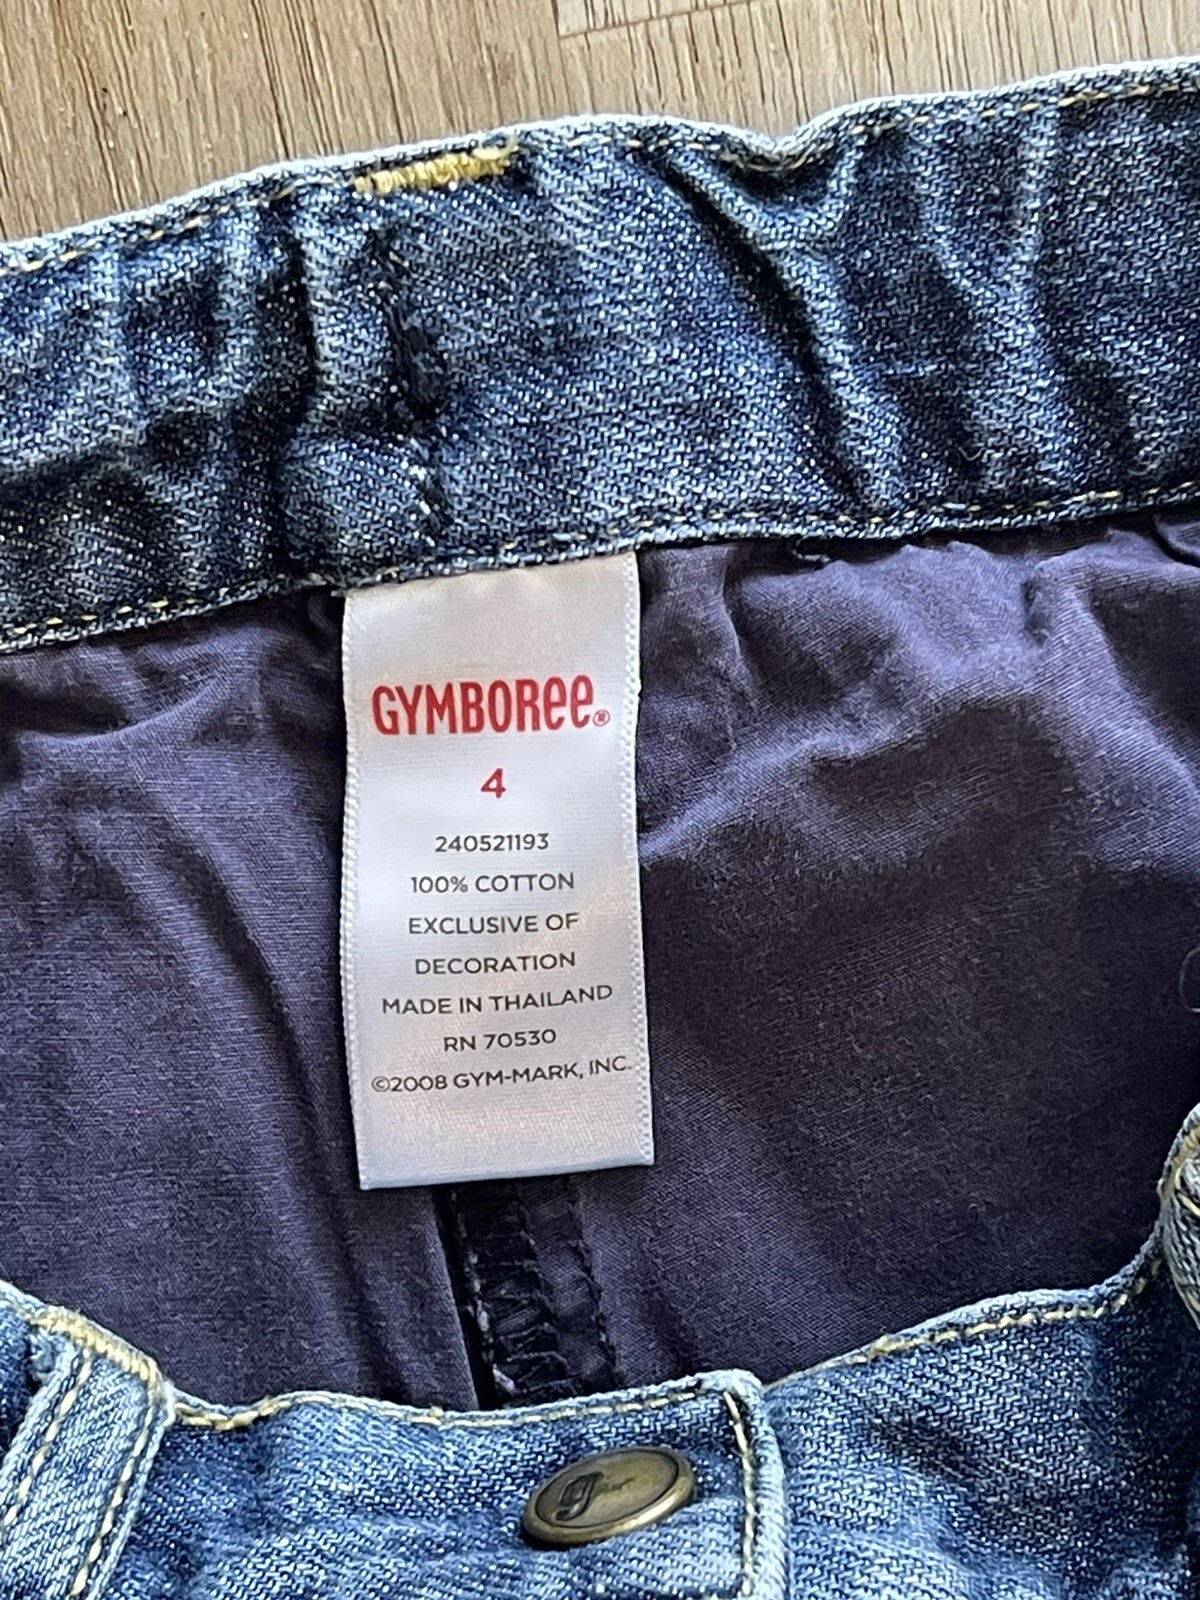 GYMBORee®
4
240521193
100% COTTON
EXCLUSIVE OF
DECORATION
MADE IN THAILAND
RN 70530
©2008 GYM-MARK, INC.
g